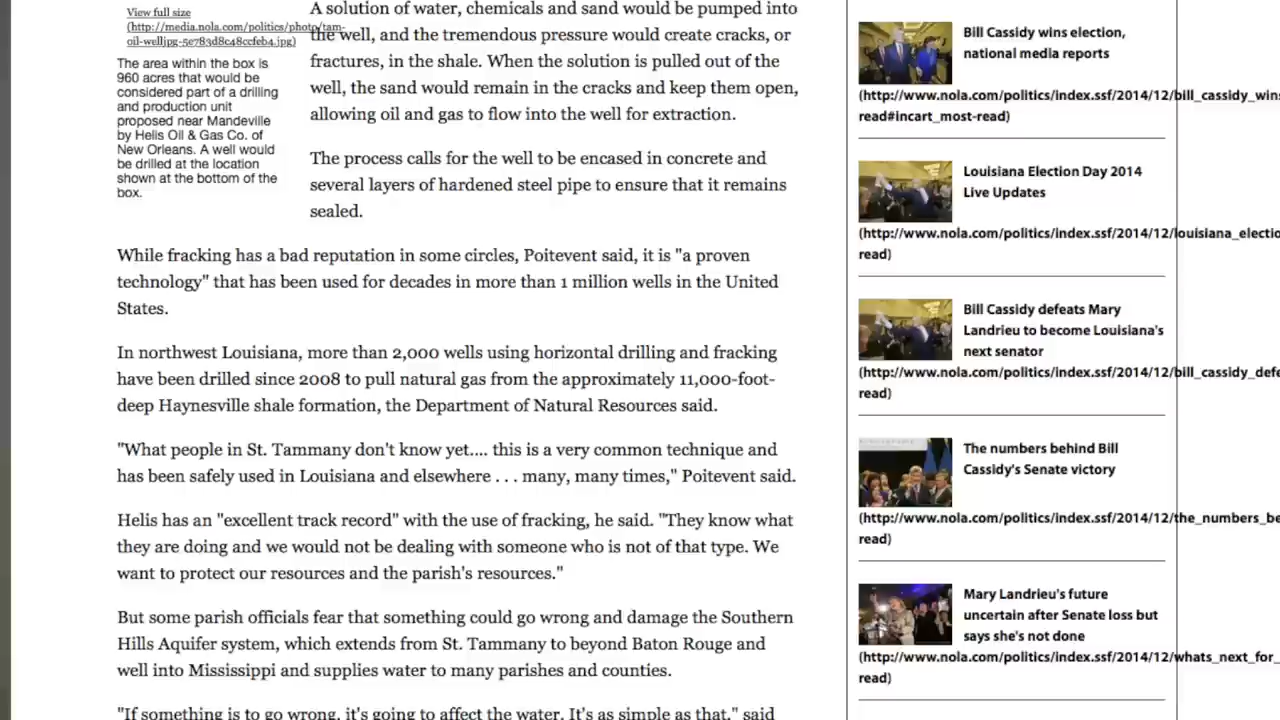 View full size
(http://media.nola.com/politics/photo/tam-
oil-welljpg-5e783d8c48ccfeb4.jpg)
The area within the box is
960 acres that would be
considered part of a drilling
and production unit
proposed near Mandeville
by Helis Oil & Gas Co. of
New Orleans. A well would
be drilled at the location
shown at the bottom of the
box.
A solution of water, chemicals and sand would be pumped into
the well, and the tremendous pressure would create cracks, or
fractures, in the shale. When the solution is pulled out of the
well, the sand would remain in the cracks and keep them open,
allowing oil and gas to flow into the well for extraction.
The process calls for the well to be encased in concrete and
several layers of hardened steel pipe to ensure that it remains
sealed.
While fracking has a bad reputation in some circles, Poitevent said, it is "a proven
technology" that has been used for decades in more than 1 million wells in the United
States.
In northwest Louisiana, more than 2,000 wells using horizontal drilling and fracking
have been drilled since 2008 to pull natural gas from the approximately 11,000-foot-
deep Haynesville shale formation, the Department of Natural Resources said.
"What people in St. Tammany don't know yet.... this is a very common technique and
has been safely used in Louisiana and elsewhere . . . many, many times," Poitevent said.
Helis has an "excellent track record" with the use of fracking, he said. "They know what
they are doing and we would not be dealing with someone who is not of that type. We
want to protect our resources and the parish's resources."
But some parish officials fear that something could go wrong and damage the Southern
Hills Aquifer system, which extends from St. Tammany to beyond Baton Rouge and
well into Mississippi and supplies water to many parishes and counties.
"If something is to go wrong, it's going to affect the water. It's as simple as that," said
Bill Cassidy wins election,
national media reports
(http://www.nola.com/politics/index.ssf/2014/12/bill_cassidy_wins
read#incart_most-read)
Louisiana Election Day 2014
Live Updates
(http://www.nola.com/politics/index.ssf/2014/12/louisiana_electio
read)
Bill Cassidy defeats Mary
Landrieu to become Louisiana's
next senator
(http://www.nola.com/politics/index.ssf/2014/12/bill_cassidy_defe
read)
The numbers behind Bill
Cassidy's Senate victory
(http://www.nola.com/politics/index.ssf/2014/12/the_numbers_be
read)
Mary Landrieu's future
uncertain after Senate loss but
says she's not done
(http://www.nola.com/politics/index.ssf/2014/12/whats_next_for_
read)